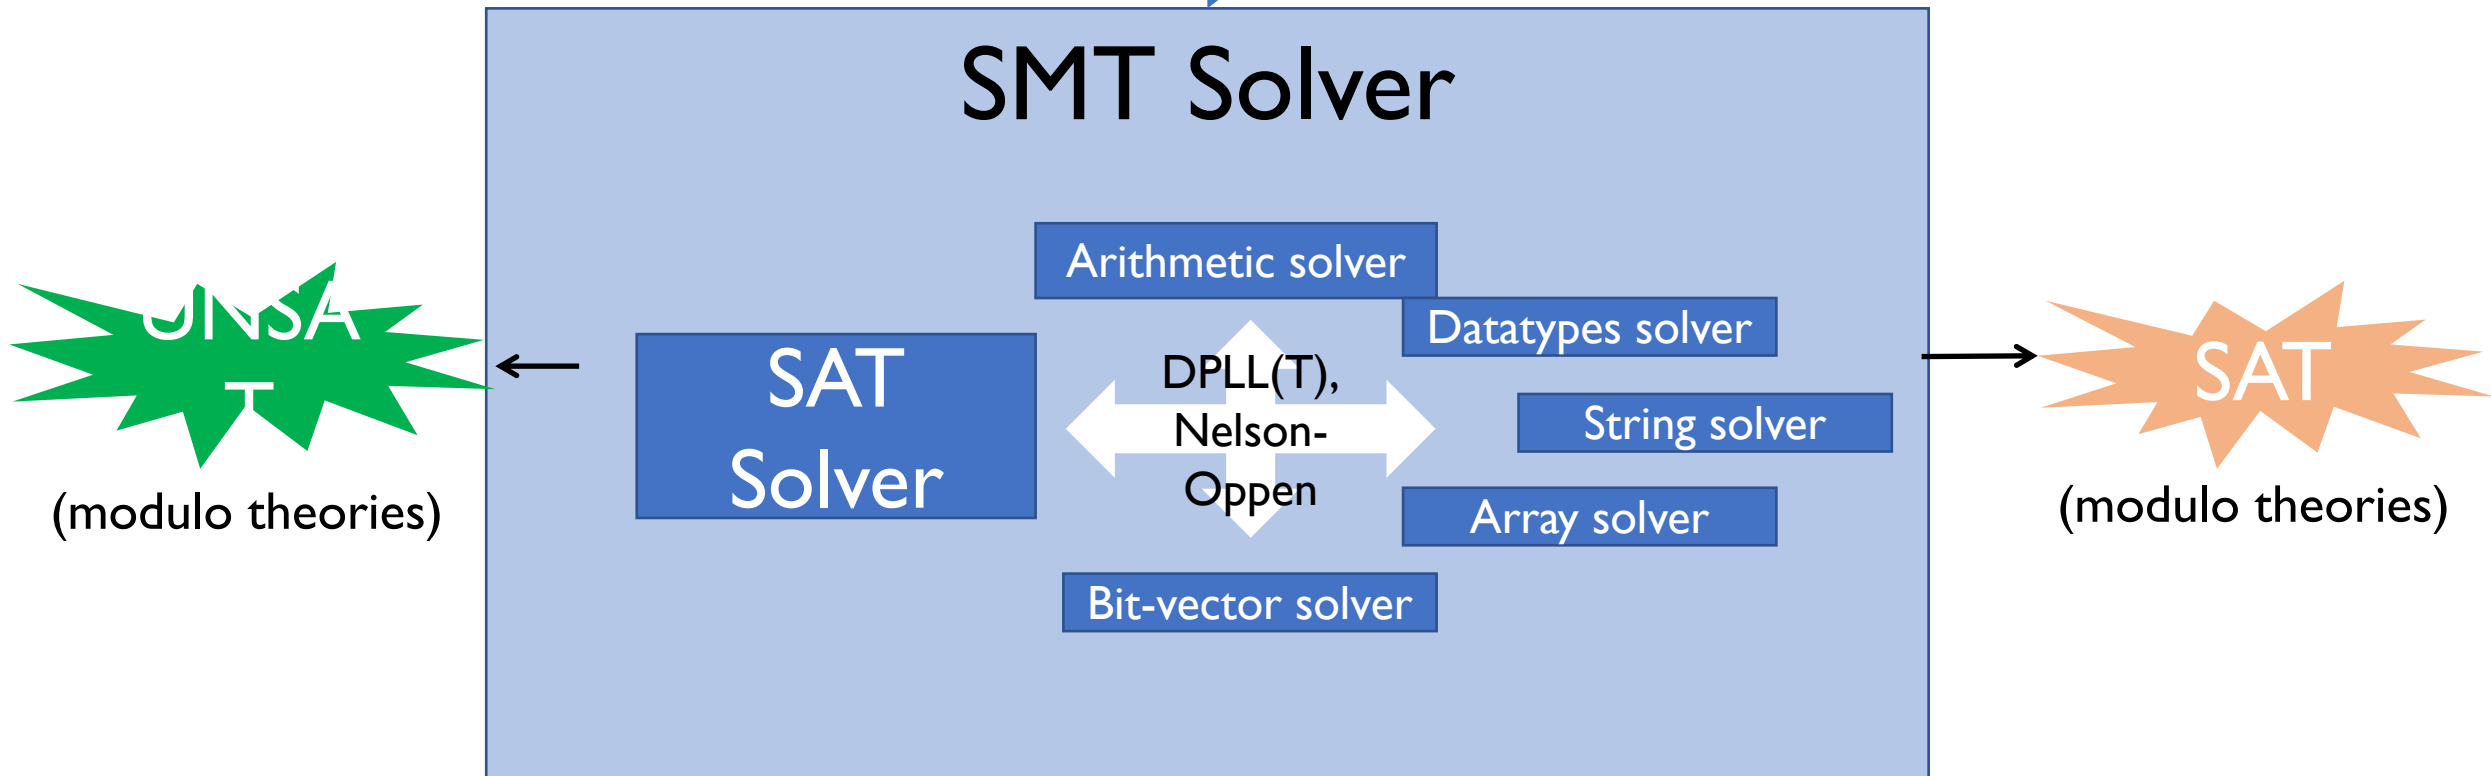 SMT Solver
UNSA
T
(modulo theories)
SAT
Solver
DPLL(T),
Nelson-
Oppen
Arithmetic solver
Datatypes solver
String solver
Array solver
Bit-vector solver
SAT
(modulo theories)